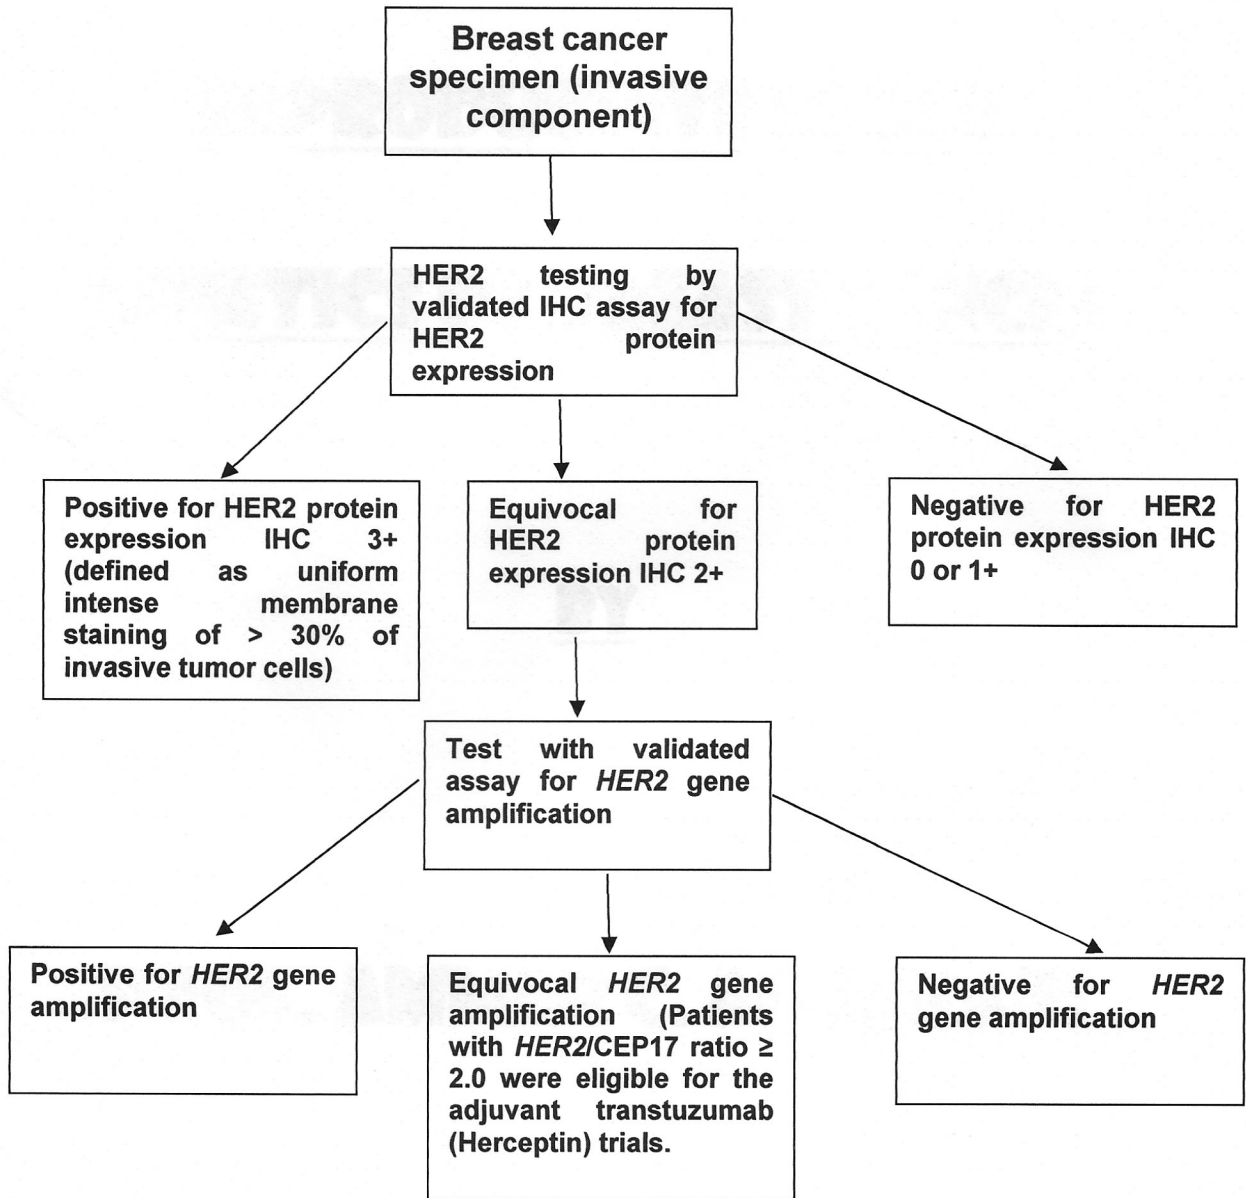 Breast cancer
specimen (invasive
component)
HER2 testing by
validated IHC assay for
HER2 protein
expression
Positive for HER2 protein
expression IHC 3+
(defined as uniform
intense membrane
staining of > 30% of
invasive tumor cells)
Equivocal for
HER2 protein
expression IHC 2+
Negative for HER2
protein expression IHC
0 or 1+
Test with validated
assay for HER2 gene
amplification
Positive for HER2 gene
amplification
Equivocal HER2 gene
amplification (Patients
with HER2/CEP17 ratio ≥
2.0 were eligible for the
adjuvant transtuzumab
(Herceptin) trials.
Negative for HER2
gene amplification